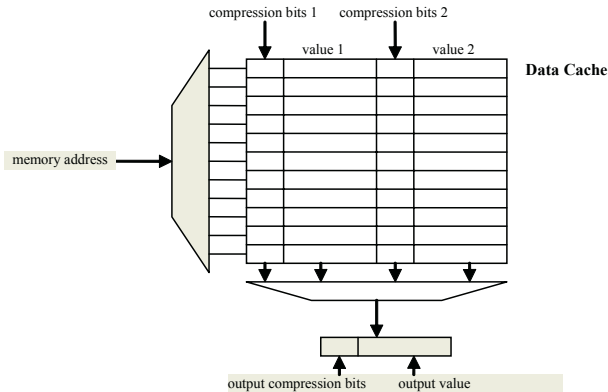 compression bits 1 compression bits 2
value 1 value 2
Data Cache
memory address
output compression bits output value